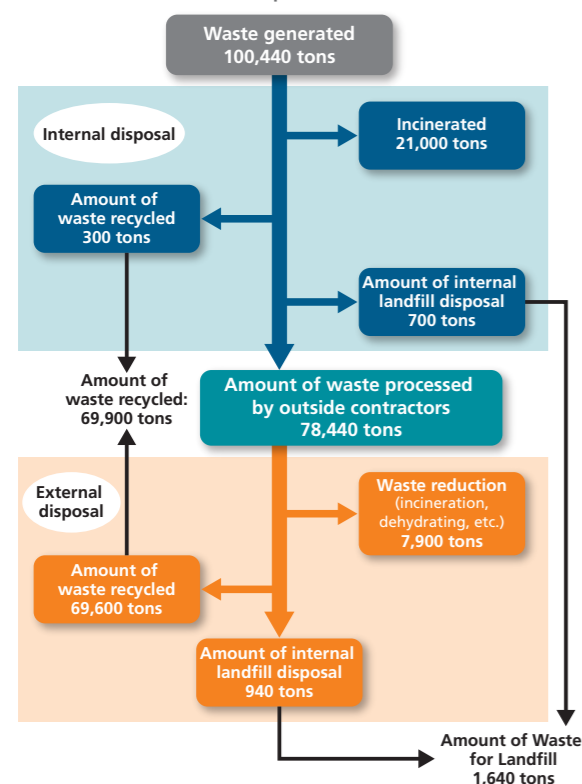 Waste generated
100,440 tons
Internal disposal
Incinerated
21,000 tons
Amount of
waste recycled
300 tons
Amount of internal
landfill disposal
700 tons
Amount of
waste recycled:
69,900 tons
Amount of waste processed
by outside contractors
78,440 tons
External
disposal
Waste reduction
(incineration,
dehydrating, etc.)
7,900 tons
Amount of
waste recycled
69,600 tons
Amount of internal
landfill disposal
940 tons
Amount of Waste
for Landfill
1,640 tons